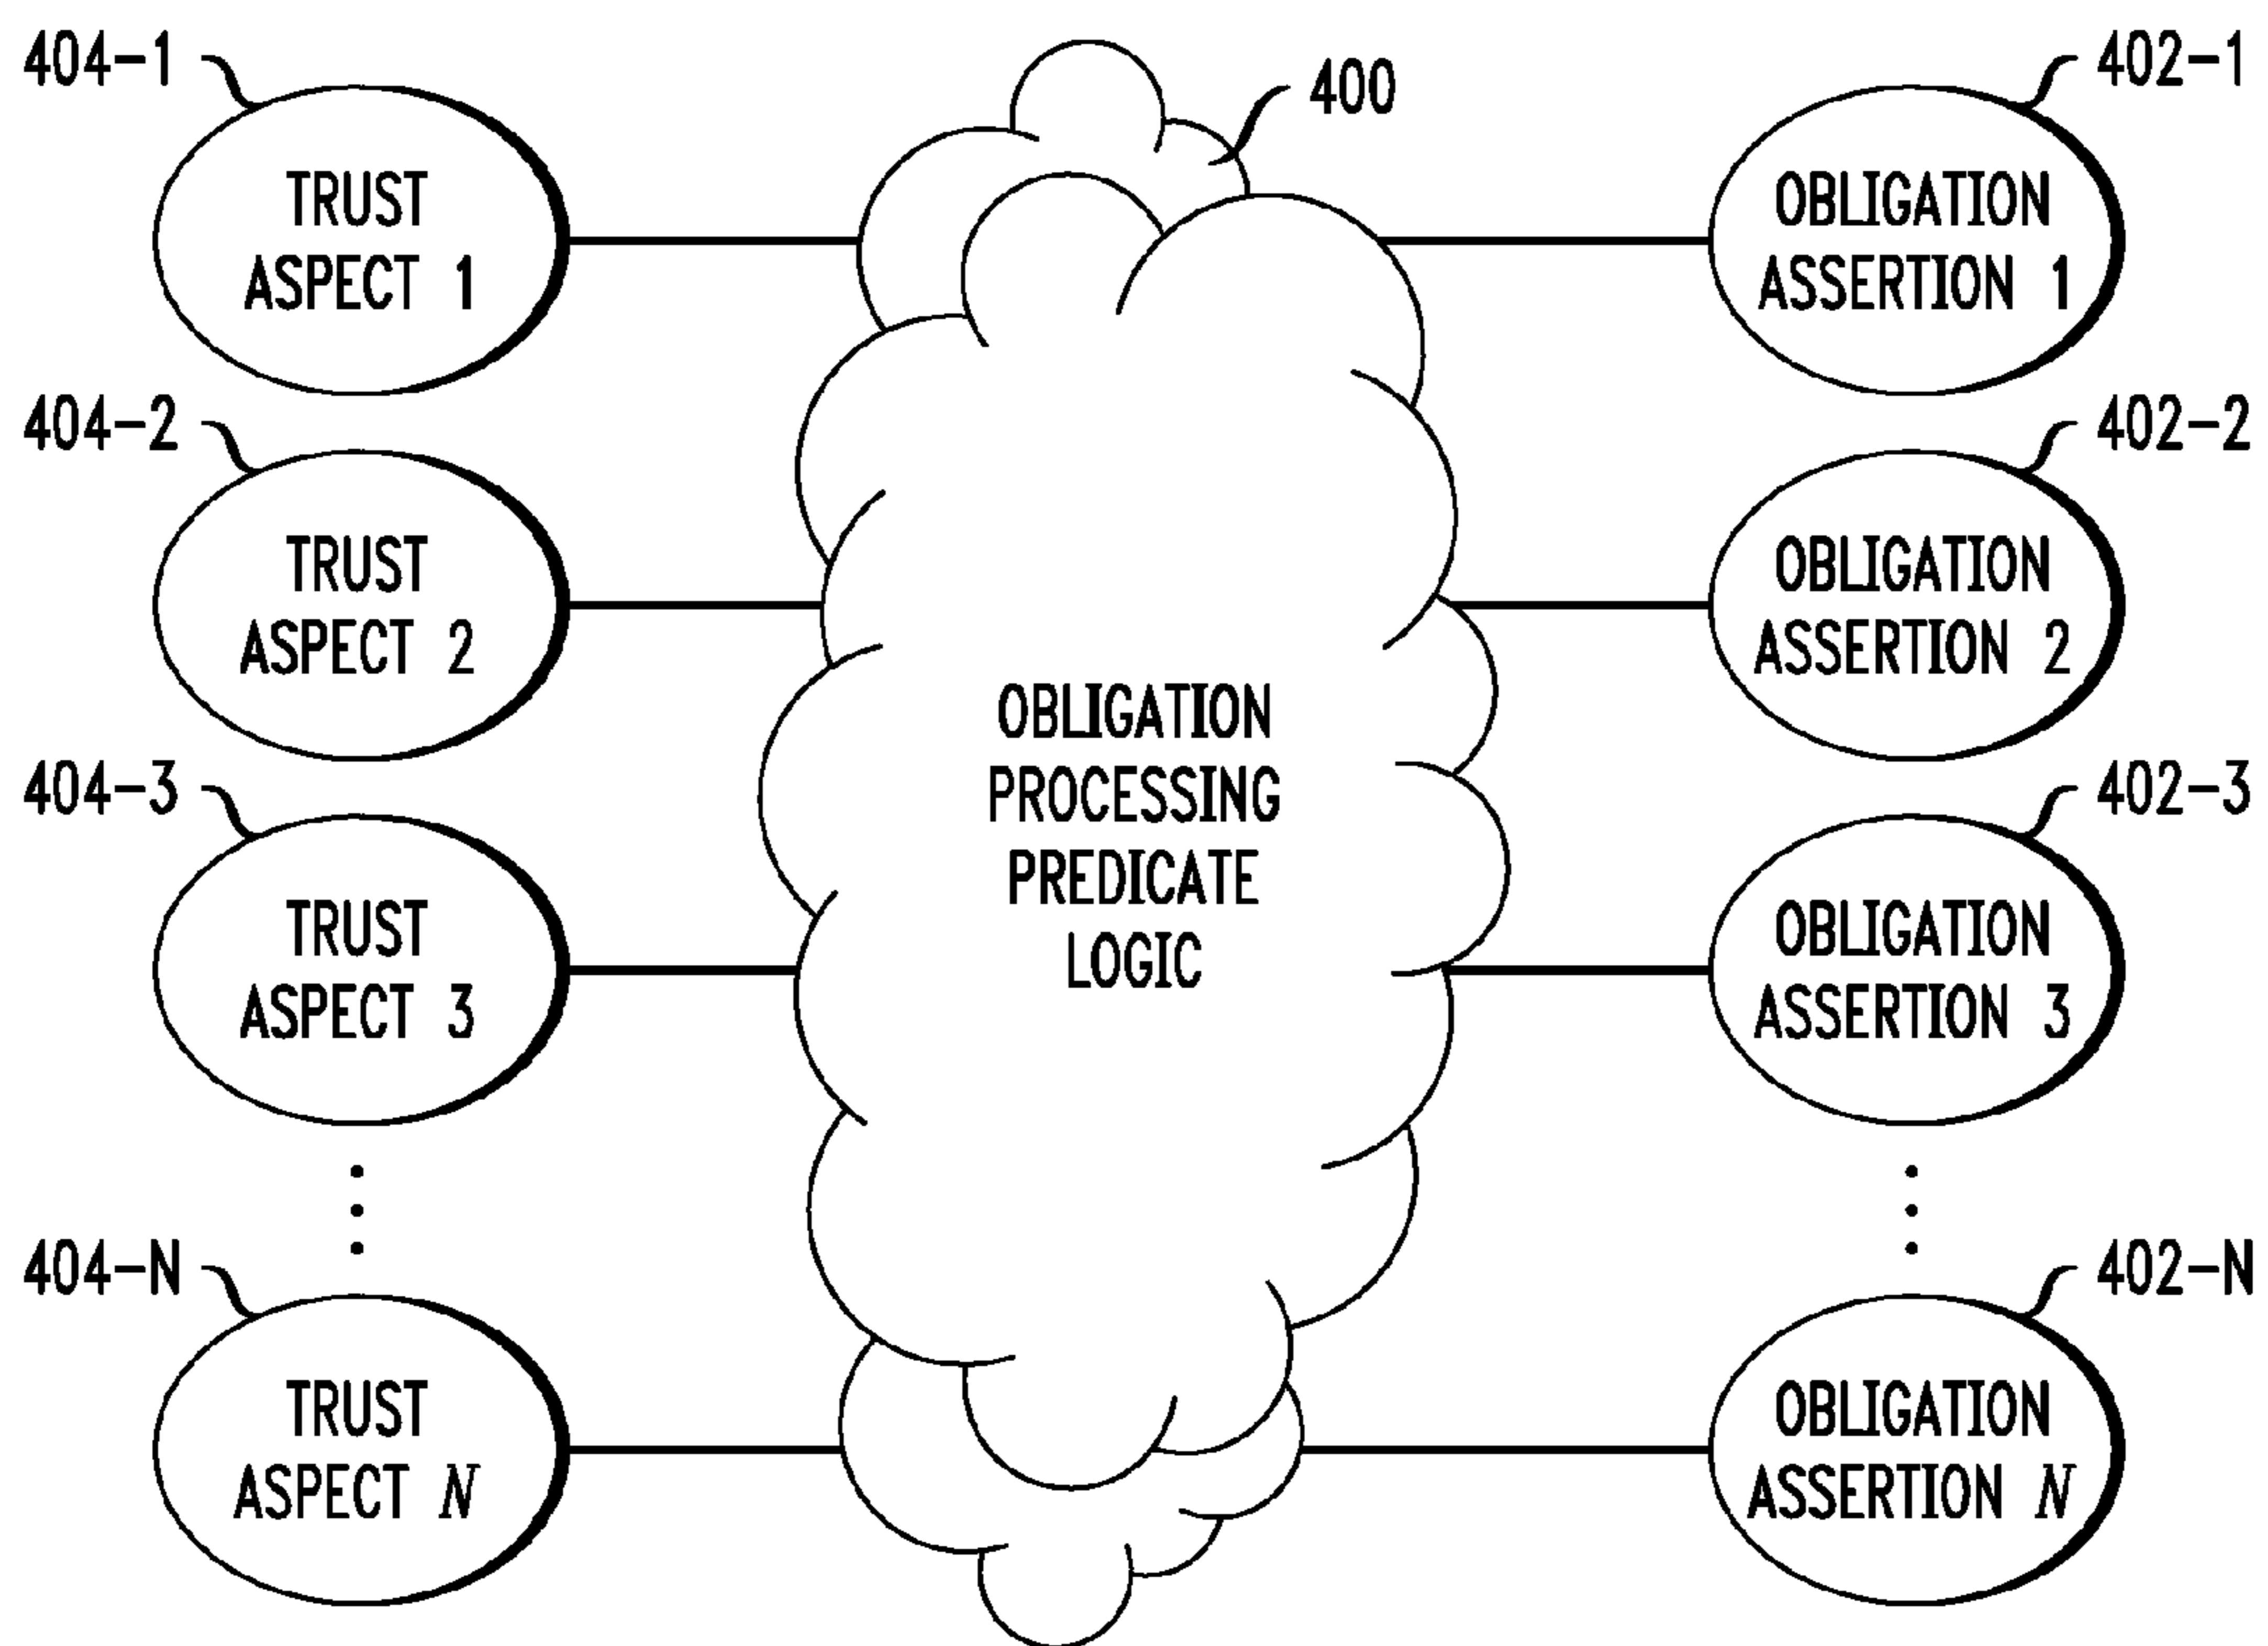 404-1
400
402-1
TRUST
ASPECT 1
OBLIGATION
ASSERTION 1
404-2
402-2
TRUST
ASPECT 2
OBLIGATION
ASSERTION 2
OBLIGATION
PROCESSING
PREDICATE
LOGIC
404-3
402-3
TRUST
ASPECT 3
OBLIGATION
ASSERTION 3
404-N
402-N
TRUST
ASPECT N
OBLIGATION
ASSERTION N